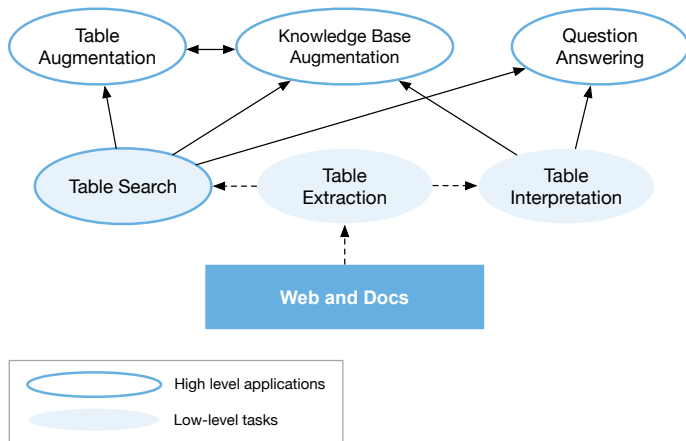 Table
Augmentation
Knowledge Base
Augmentation
Question
Answering
Table Search
Table
Extraction
Table
Interpretation
Web and Docs
High level applications
Low-level tasks